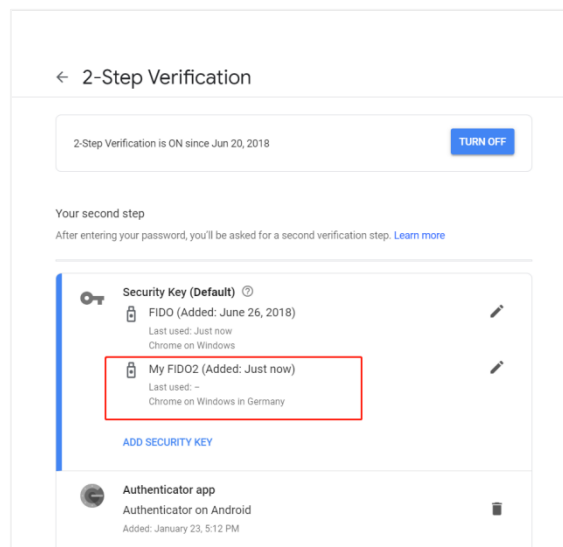 2-Step Verification
2-Step Verification is ON since Jun 20, 2018
TURN OFF
Your second step
After entering your password, you'll be asked for a second verification step. Learn more
Security Key (Default)
FIDO (Added: June 26, 2018)
Last used: Just now
Chrome on Windows
My FIDO2 (Added: Just now)
Last used: –
Chrome on Windows in Germany
ADD SECURITY KEY
Authenticator app
Authenticator on Android
Added: January 23, 5:12 PM